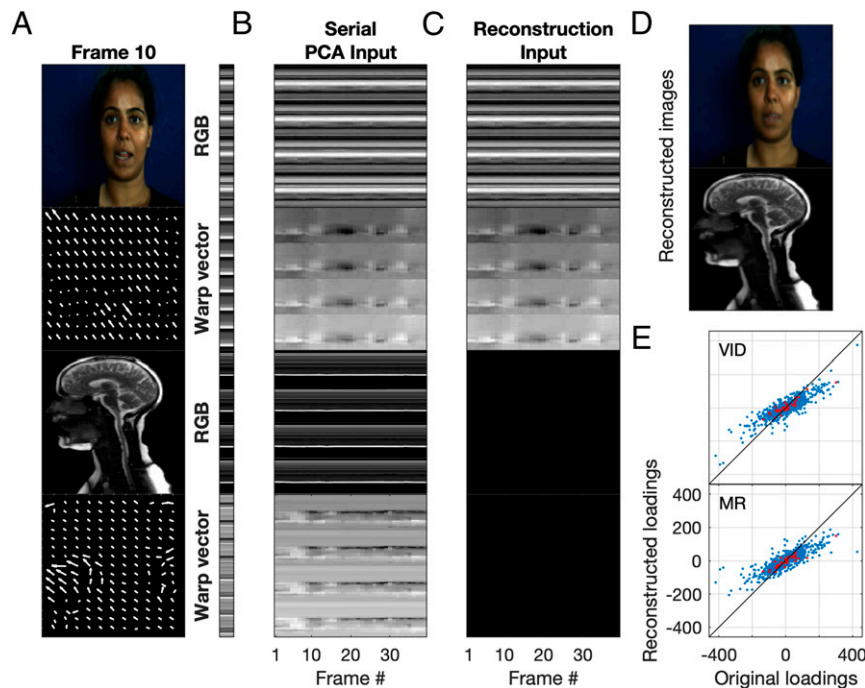 A
Frame 10
RGB
Warp vector
RGB
Warp vector
B
Serial
PCA Input
1 10 20 30
Frame #
C
Reconstruction
Input
1 10 20 30
Frame #
D
Reconstructed images
E
VID
MR
Reconstructed loadings
400
200
0
-200
-400
-400 0 400
Original loadings